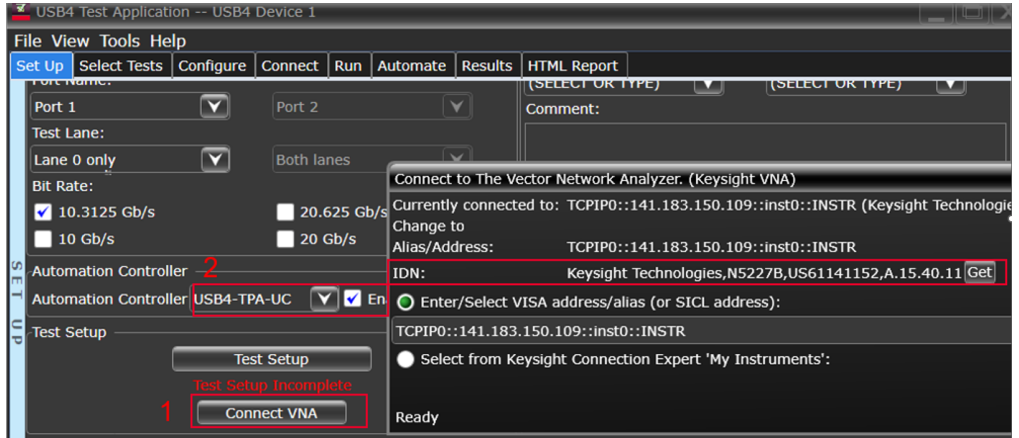 USB4 Test Application -- USB4 Device 1
File View Tools Help
Set Up Select Tests Configure Connect Run Automate Results HTML Report
Port Name:
Port 1 Port 2
Test Lane:
Lane 0 only Both lanes
Bit Rate:
10.3125 Gb/s 20.625 Gb/s
10 Gb/s 20 Gb/s
SET UP
Automation Controller 2
Automation Controller USB4-TPA-UC En
Test Setup
Test Setup
Test Setup Incomplete
1 Connect VNA
(SELECT OR TYPE) (SELECT OR TYPE)
Comment:
Connect to The Vector Network Analyzer. (Keysight VNA)
Currently connected to: TCPIP0::141.183.150.109::inst0::INSTR (Keysight Technologie
Change to
Alias/Address: TCPIP0::141.183.150.109::inst0::INSTR
IDN: Keysight Technologies,N5227B,US61141152,A.15.40.11 Get
Enter/Select VISA address/alias (or SICL address):
TCPIP0::141.183.150.109::inst0::INSTR
Select from Keysight Connection Expert 'My Instruments':
Ready